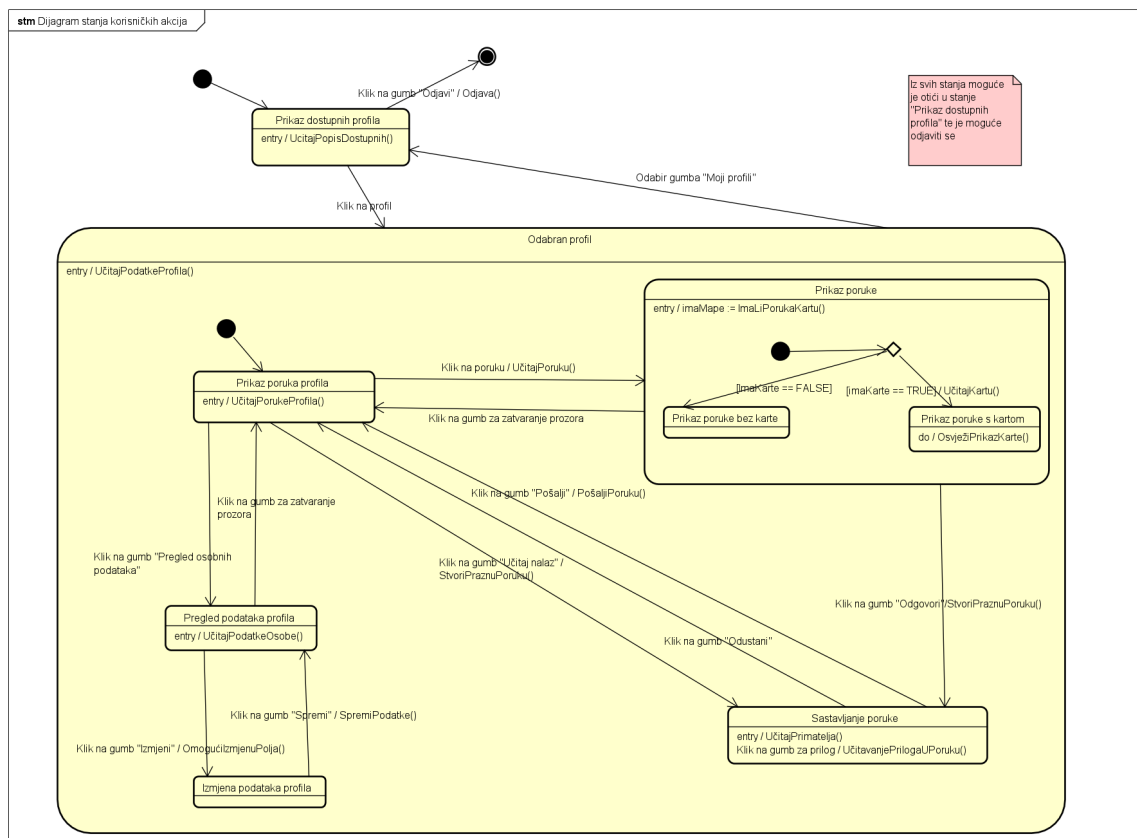 stm Dijagram stanja korisničkih akcija
Klik na gumb "Odjavi" / Odjava()
Iz svih stanja moguće
je otići u stanje
"Prikaz dostupnih
profila" te je moguće
odjaviti se
Prikaz dostupnih profila
entry / UcitajPopisDostupnih()
Odabir gumba "Moji profili"
Klik na profil
Odabran profil
entry / UčitajPodatkeProfila()
Prikaz poruke
entry / imaMape := ImaLiPorukaKartu()
Prikaz poruka profila
entry / UčitajPorukeProfila()
Klik na poruku / UčitajPoruku()
[imaKarte == FALSE]
[imaKarte == TRUE] / UčitajKartu()
Klik na gumb za zatvaranje prozora
Prikaz poruke bez karte
Prikaz poruke s kartom
do / OsvježiPrikazKarte()
Klik na gumb za zatvaranje
prozora
Klik na gumb "Pošalji" / PošaljiPoruku()
Klik na gumb "Pregled osobnih
podataka"
Klik na gumb "Učitaj nalaz" /
StvoriPraznuPoruku()
Klik na gumb "Odgovori"/StvoriPraznuPoruku()
Pregled podataka profila
entry / UčitajPodatkeOsobe()
Klik na gumb "Odustani"
Klik na gumb "Spremi" / SpremiPodatke()
Sastavljanje poruke
entry / UčitajPrimatelja()
Klik na gumb za prilog / UčitavanjePrilogaUPoruku()
Klik na gumb "Izmjeni" / OmogućiIzmjenuPolja()
Izmjena podataka profila